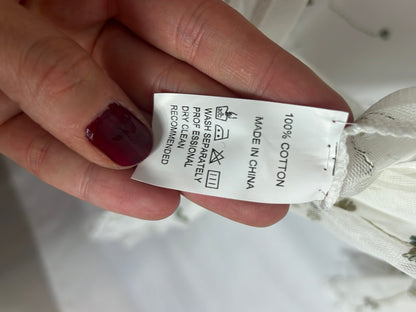 100% COTTON
MADE IN CHINA
WASH SEPARATELY
PROFESSIONAL
DRY CLEAN
RECOMMENDED